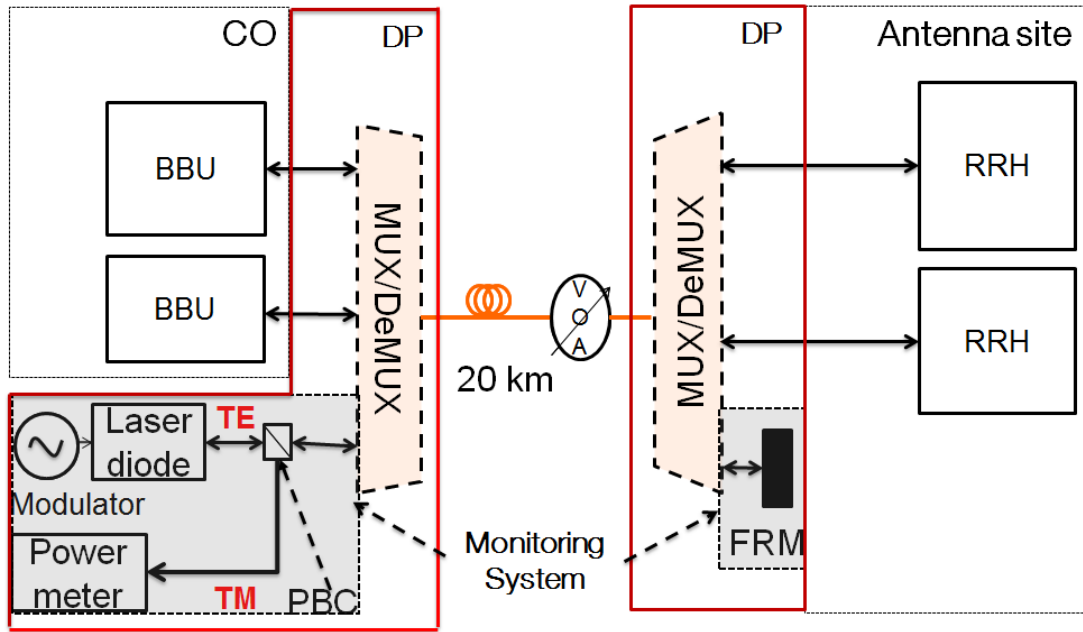 CO
DP
DP
Antenna site
BBU
BBU
MUX/DeMUX
V
O
A
20 km
MUX/DeMUX
RRH
RRH
Laser
diode
TE
Modulator
Power
meter
TM
PBC
Monitoring
System
FRM